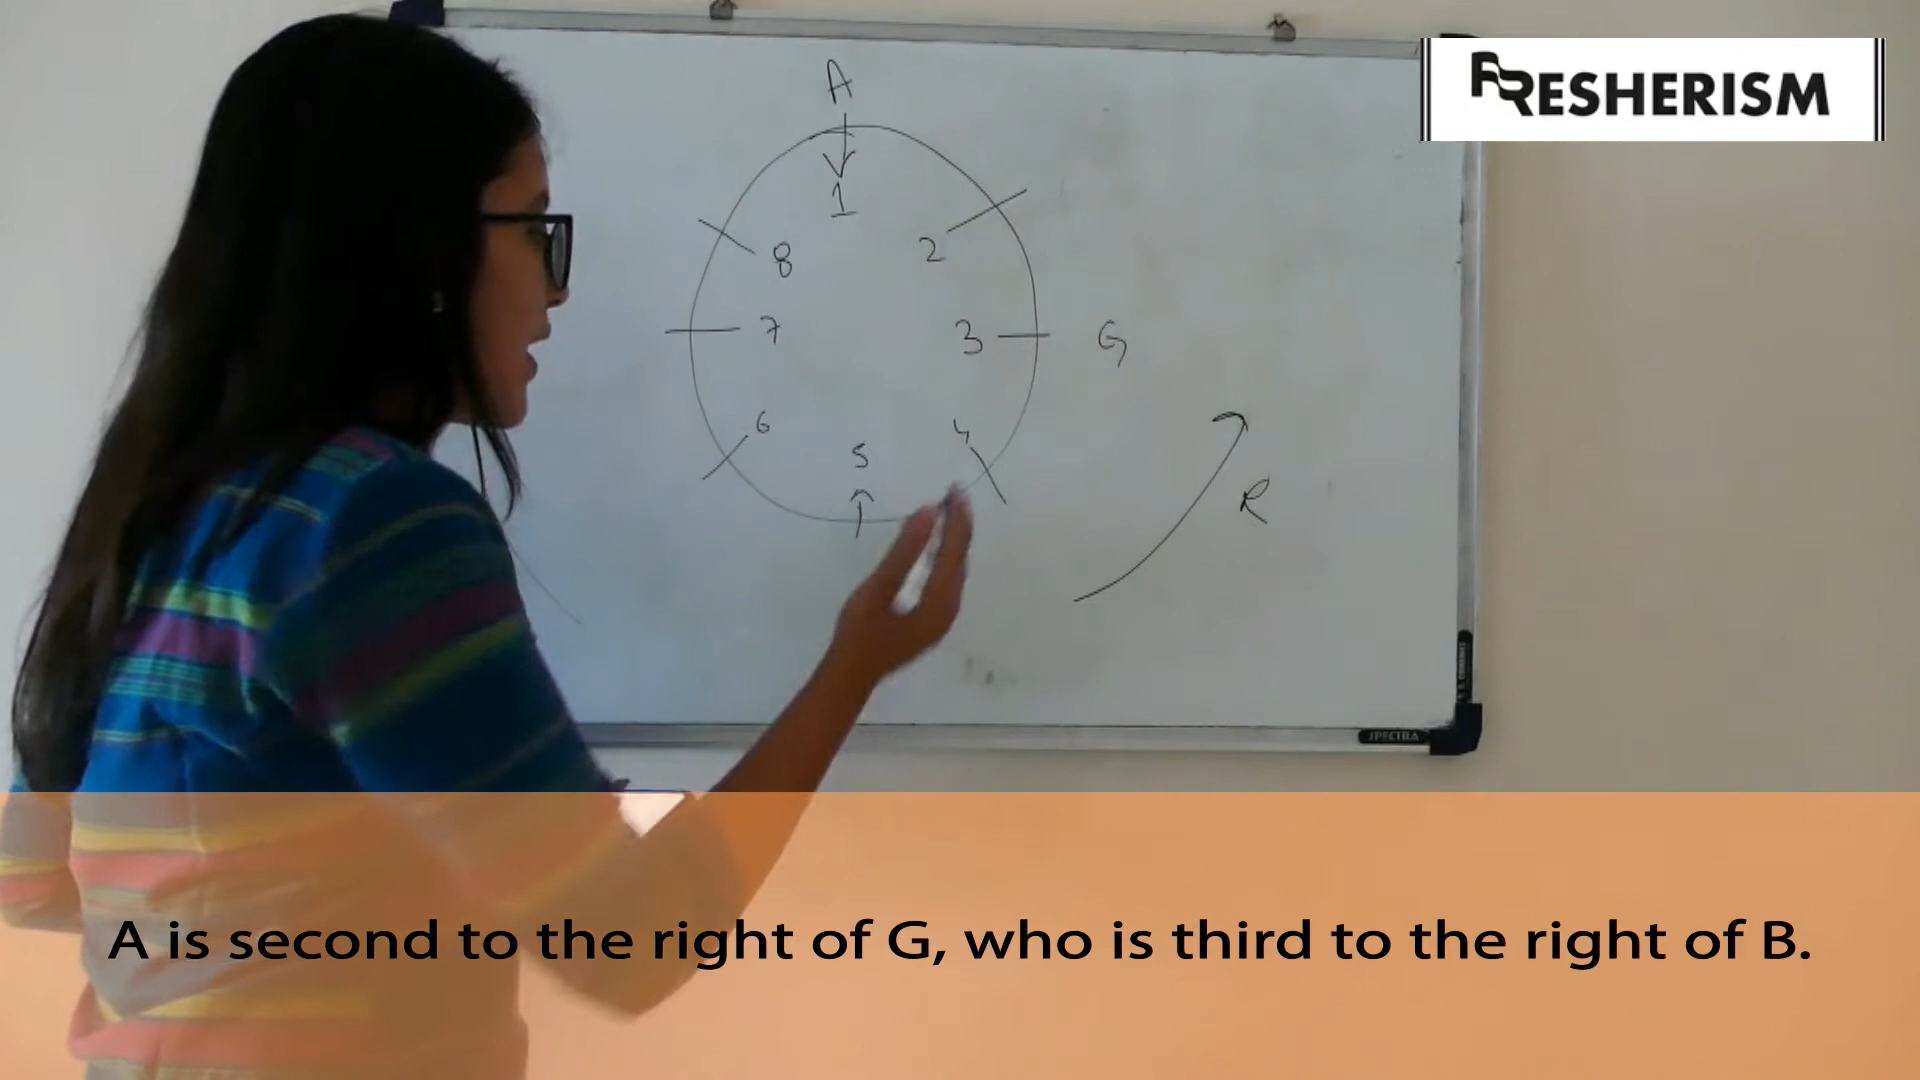 FRESHERISM
A
1
8
2
7
3
G
6
5
4
R
SPECTRA
A is second to the right of G, who is third to the right of B.